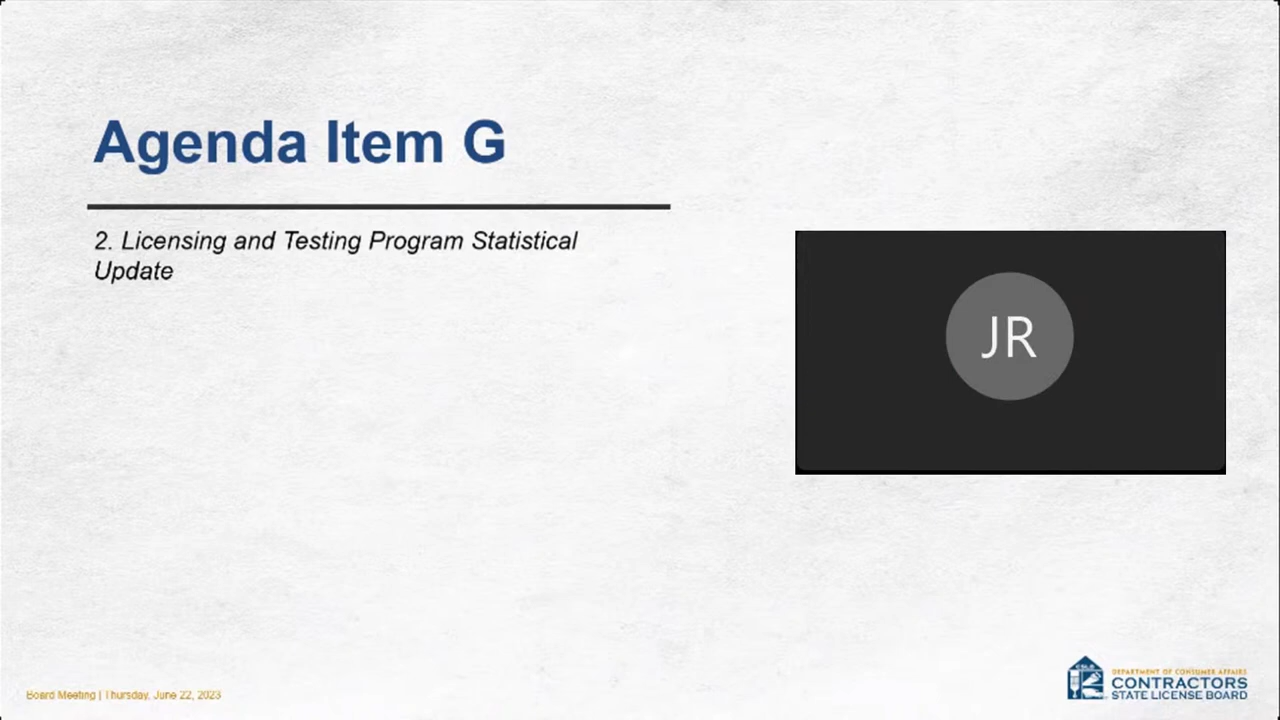 Agenda Item G
2. Licensing and Testing Program Statistical
Update
JR
Board Meeting | Thursday, June 22, 2023
CSLB
DEPARTMENT OF CONSUMER AFFAIRS
CONTRACTORS
STATE LICENSE BOARD